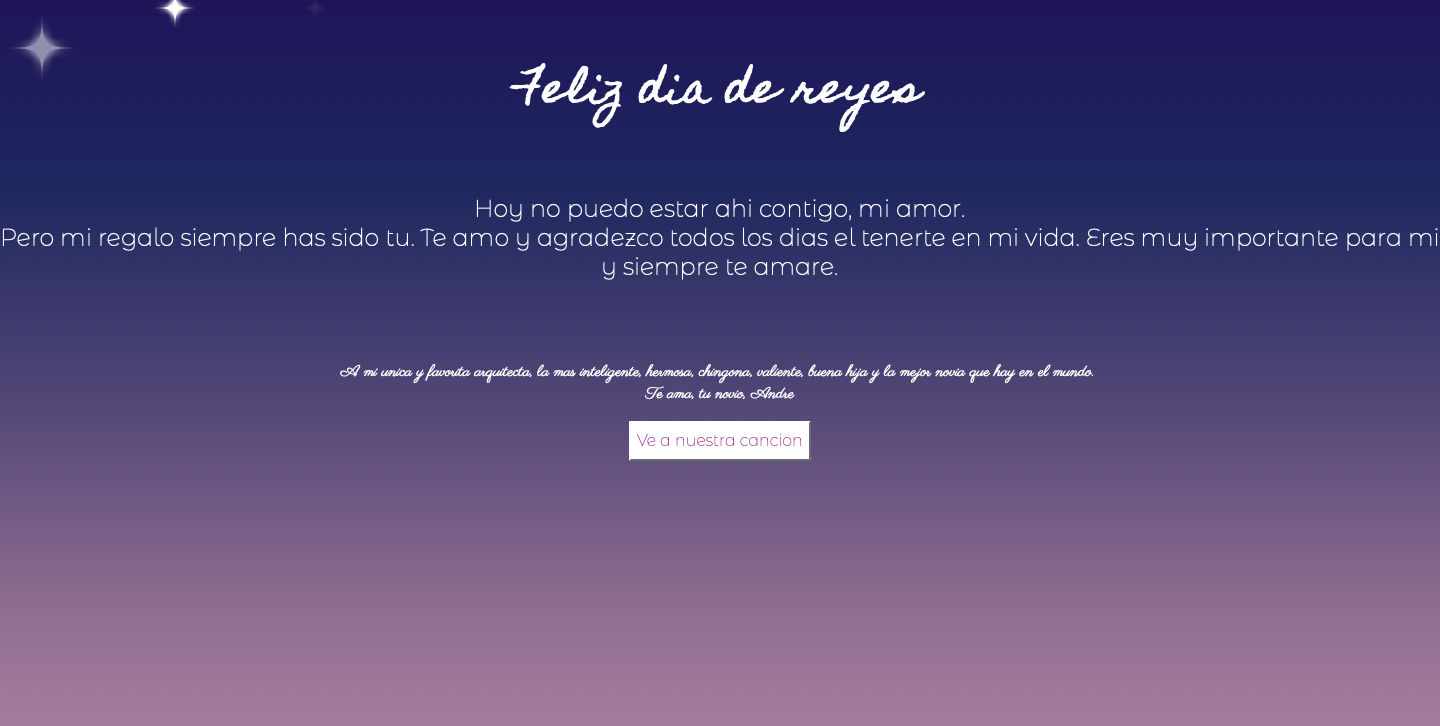 Feliz dia de reyes
Hoy no puedo estar ahi contigo, mi amor.
Pero mi regalo siempre has sido tu. Te amo y agradezco todos los dias el tenerte en mi vida. Eres muy importante para mi
y siempre te amare.
A mi unica y favorita arquitecta, la mas inteligente, hermosa, chingona, valiente, buena hija y la mejor novia que hay en el mundo.
Te ama, tu novio, Andre
Ve a nuestra cancion